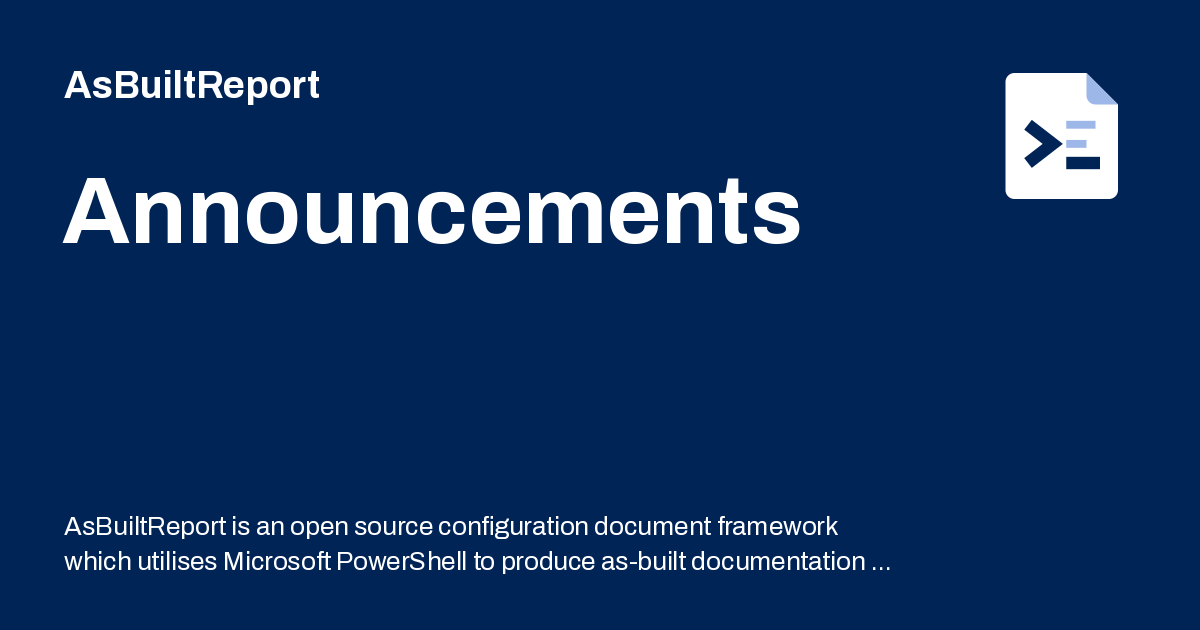 AsBuiltReport
Announcements
AsBuiltReport is an open source configuration document framework
which utilises Microsoft PowerShell to produce as-built documentation ...